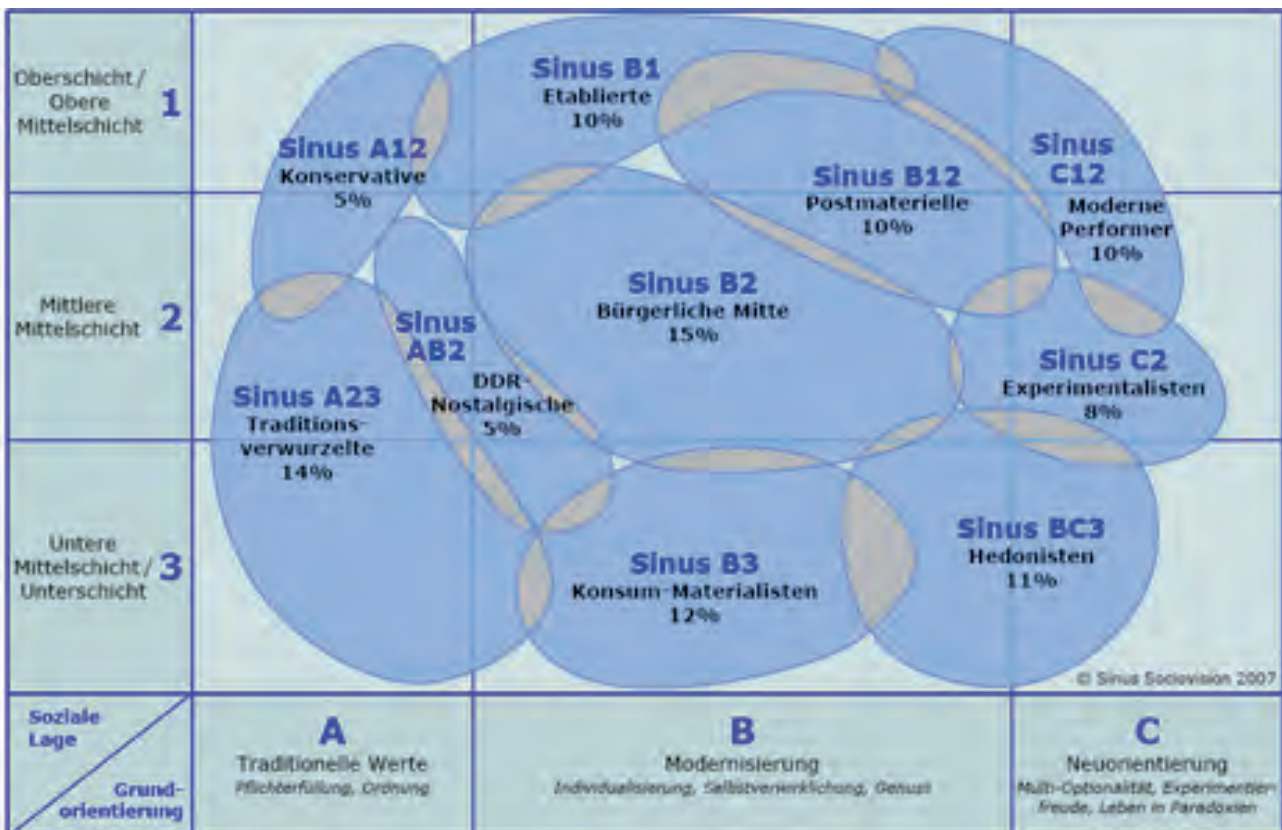 Oberschicht /
Obere
Mittelschicht
1
Mittlere
Mittelschicht
2
Untere
Mittelschicht /
Unterschicht
3
Sinus B1
Etablierte
10%
Sinus A12
Konservative
5%
Sinus B12
Postmaterielle
10%
Sinus
C12
Moderne
Performer
10%
Sinus B2
Bürgerliche Mitte
15%
Sinus
AB2
DDR-
Nostalgische
5%
Sinus A23
Traditions-
verwurzelte
14%
Sinus C2
Experimentalisten
8%
Sinus B3
Konsum-Materialisten
12%
Sinus BC3
Hedonisten
11%
© Sinus Sociovision 2007
Soziale
Lage
Grund-
orientierung
A
Traditionelle Werte
Pflichterfüllung, Ordnung
B
Modernisierung
Individualisierung, Selbstverwirklichung, Genuss
C
Neuorientierung
Multi-Optionalität, Experimentier-
freude, Leben in Paradoxien